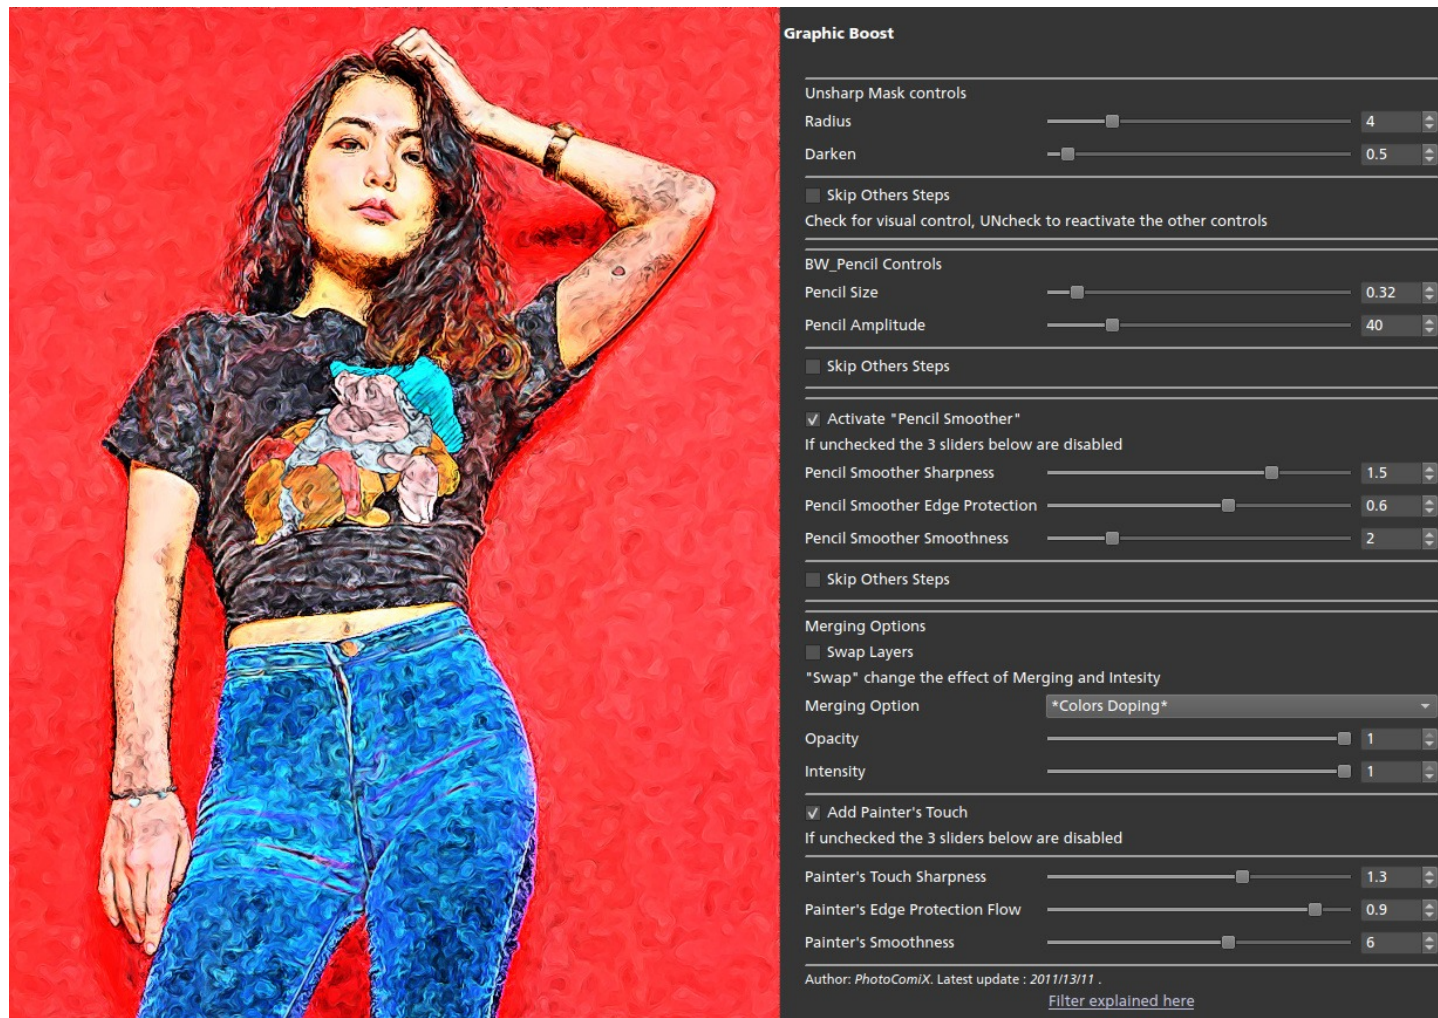 Graphic Boost
Unsharp Mask controls
Radius 4
Darken 0.5
Skip Others Steps
Check for visual control, UNcheck to reactivate the other controls
BW_Pencil Controls
Pencil Size 0.32
Pencil Amplitude 40
Skip Others Steps
Activate "Pencil Smoother"
If unchecked the 3 sliders below are disabled
Pencil Smoother Sharpness 1.5
Pencil Smoother Edge Protection 0.6
Pencil Smoother Smoothness 2
Skip Others Steps
Merging Options
Swap Layers
"Swap" change the effect of Merging and Intesity
Merging Option *Colors Doping*
Opacity 1
Intensity 1
Add Painter's Touch
If unchecked the 3 sliders below are disabled
Painter's Touch Sharpness 1.3
Painter's Edge Protection Flow 0.9
Painter's Smoothness 6
Author: PhotoComiX. Latest update : 2011/13/11 .
Filter explained here